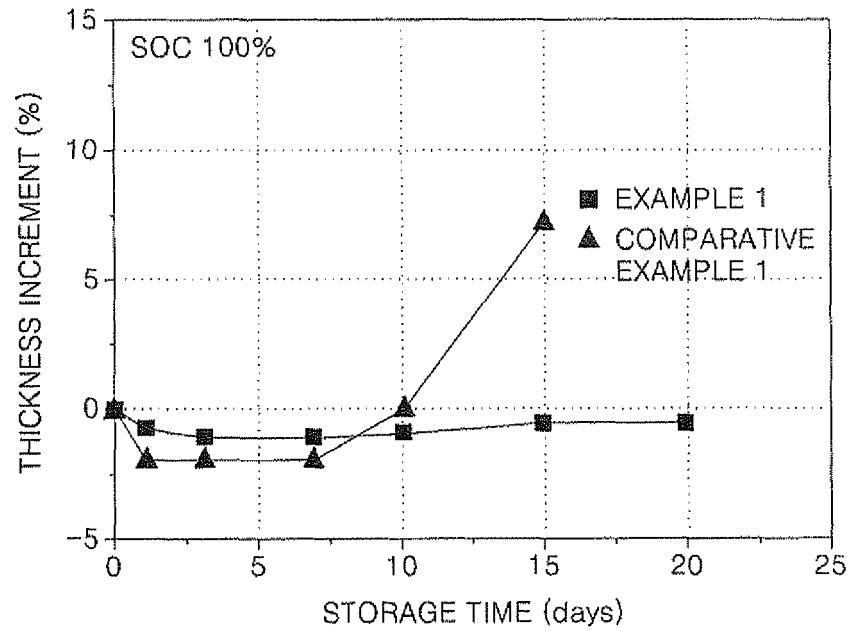 15
SOC 100%
10
5
0
−5
THICKNESS INCREMENT (%)
EXAMPLE 1
COMPARATIVE
EXAMPLE 1
0
5
10
15
20
25
STORAGE TIME (days)